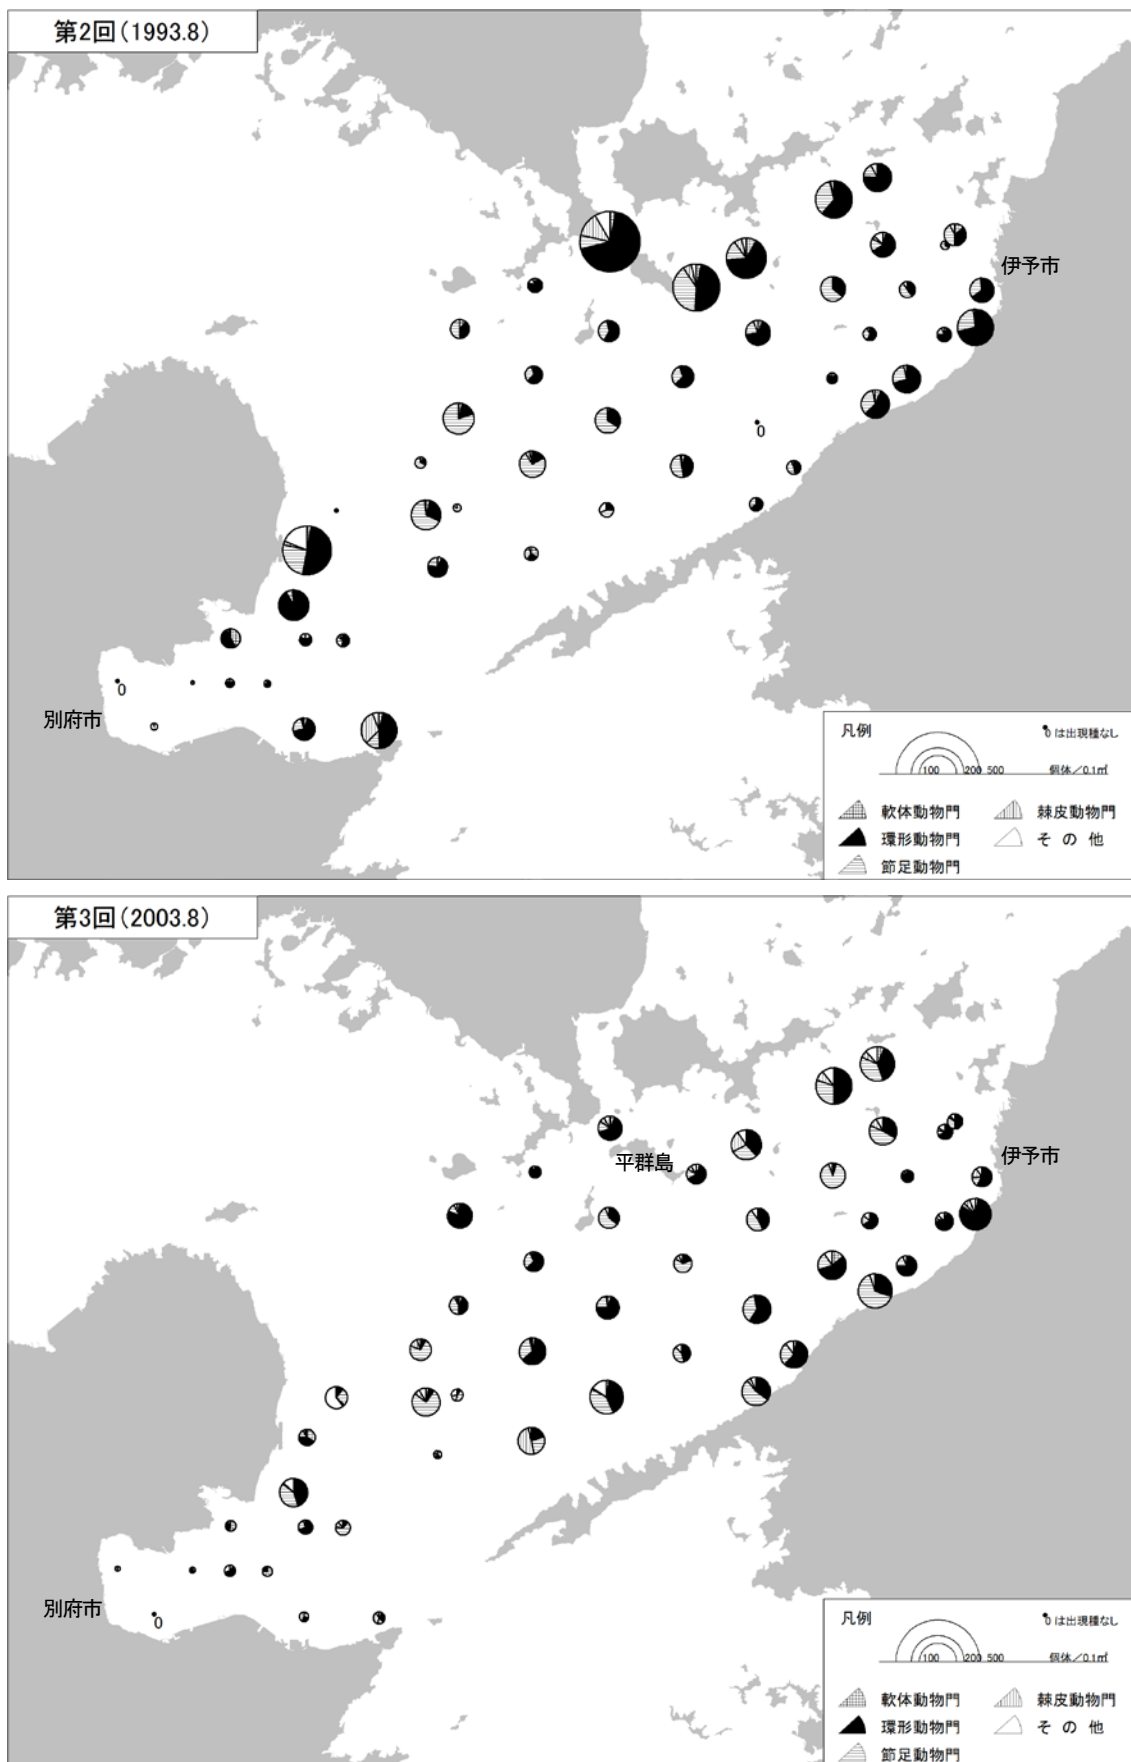 第2回(1993.8)
伊予市
0
0
別府市
凡例
0 は出現種なし
100 200 500 個体/0.1㎡
軟体動物門 棘皮動物門
環形動物門 その他
節足動物門
第3回(2003.8)
平群島
伊予市
別府市
0
凡例
0 は出現種なし
100 200 500 個体/0.1㎡
軟体動物門 棘皮動物門
環形動物門 その他
節足動物門